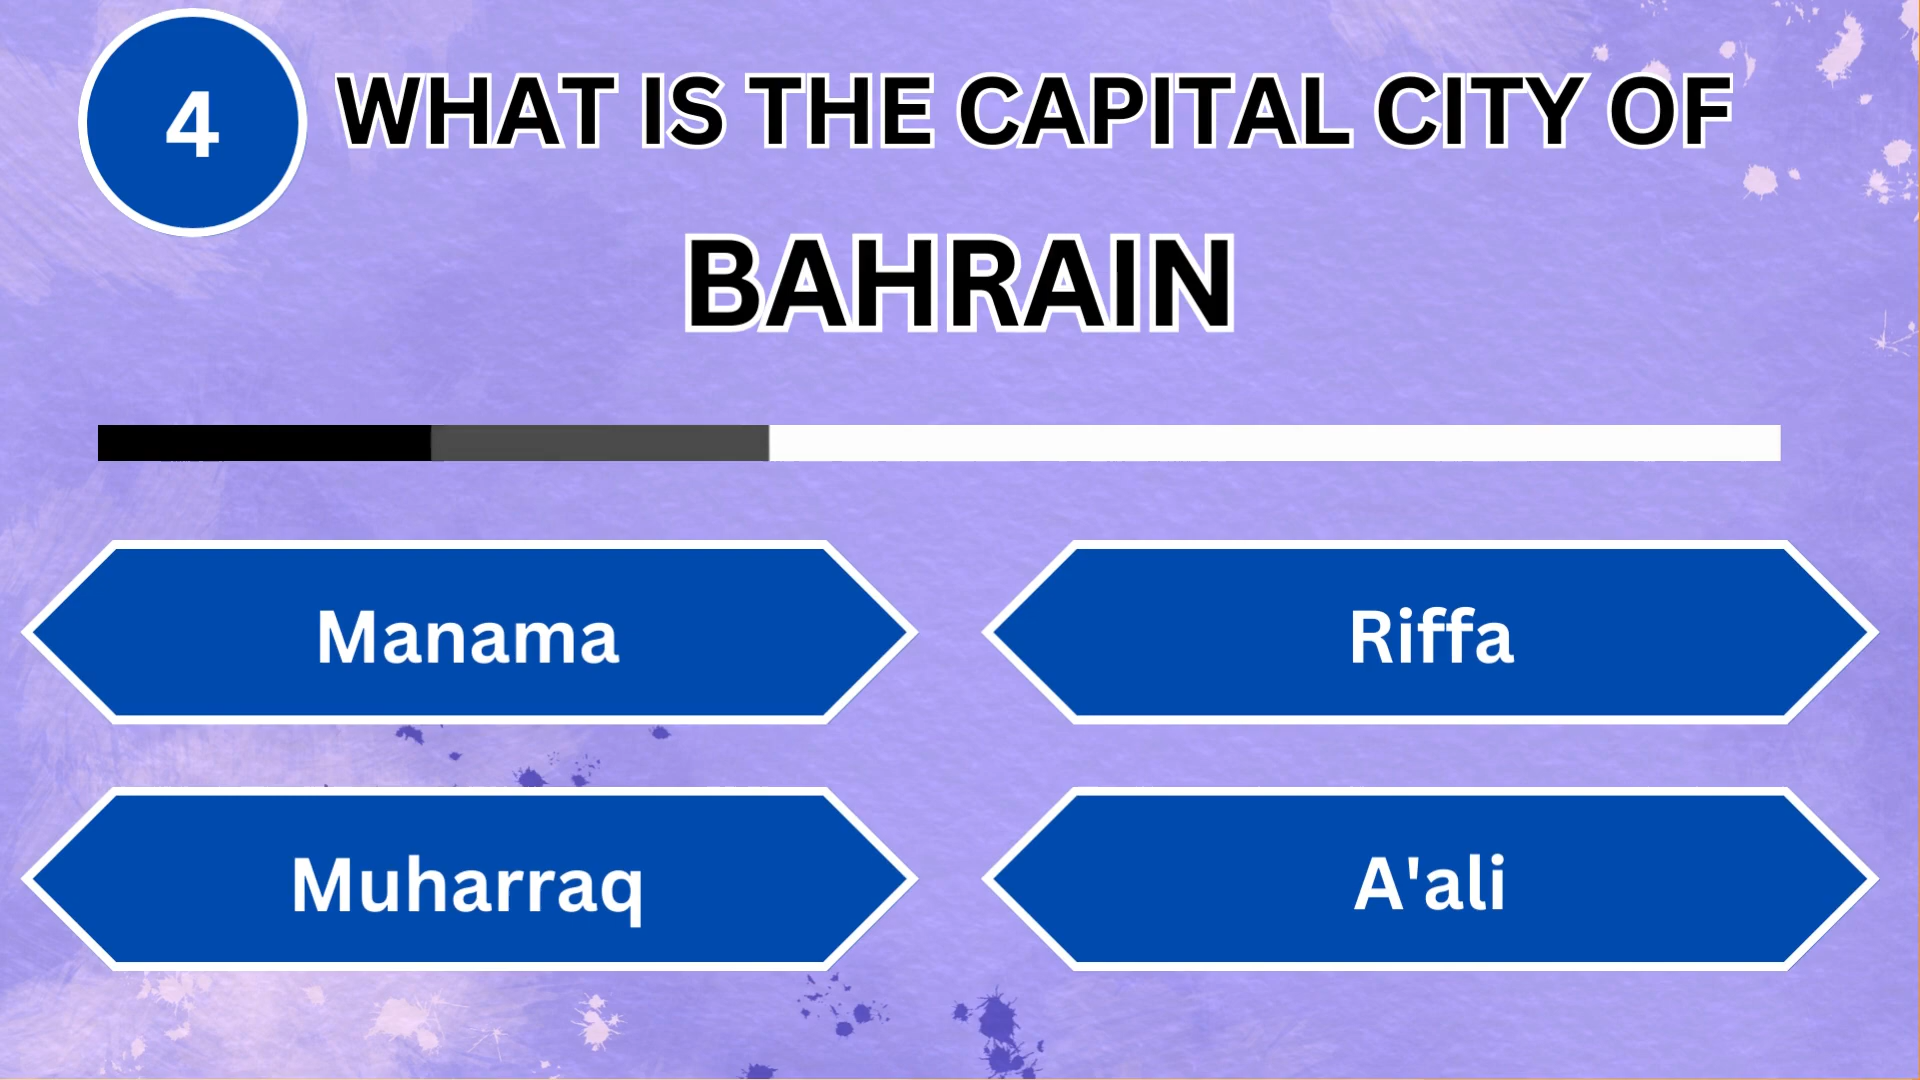 4
WHAT IS THE CAPITAL CITY OF
BAHRAIN
Manama
Riffa
Muharraq
A'ali